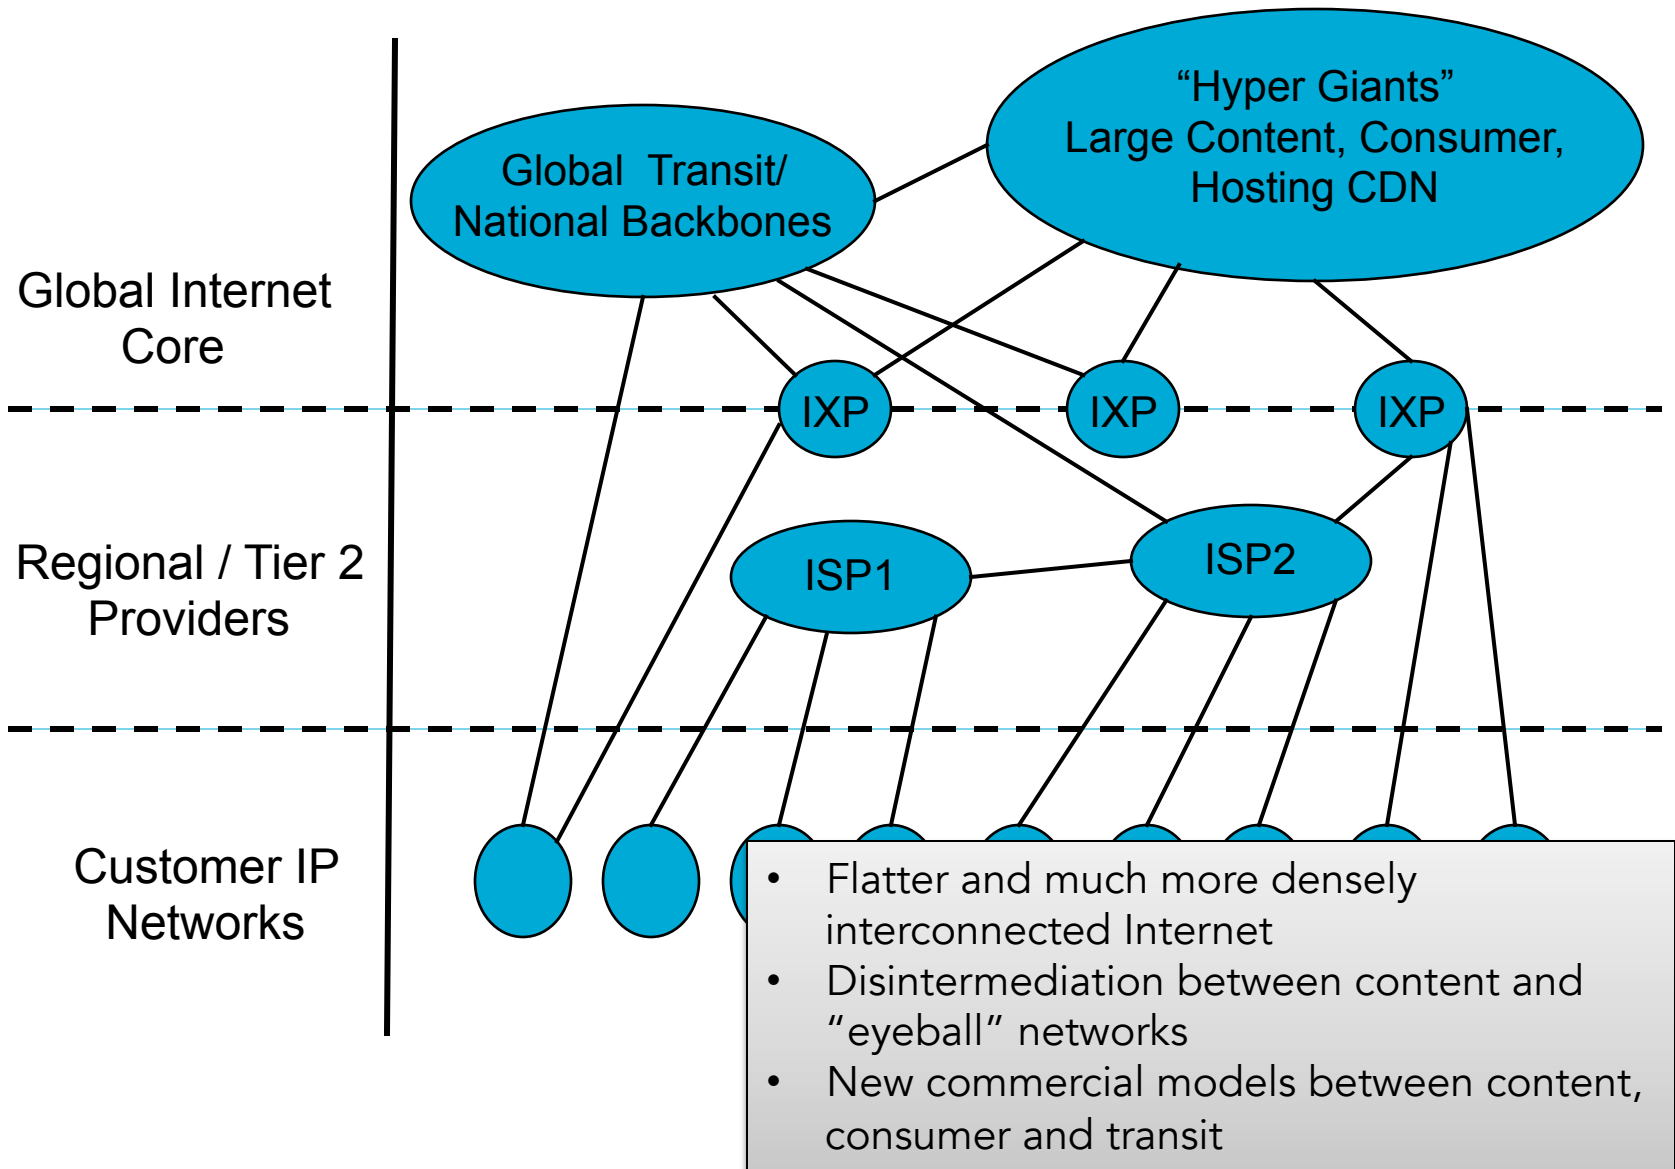 “Hyper Giants”
Large Content, Consumer,
Hosting CDN
Global  Transit/
National Backbones
Global Internet
Core
IXP
IXP
IXP
Regional / Tier 2
Providers
ISP1
ISP2
Customer IP
Networks
• Flatter and much more densely
interconnected Internet
• Disintermediation between content and
“eyeball” networks
• New commercial models between content,
consumer and transit